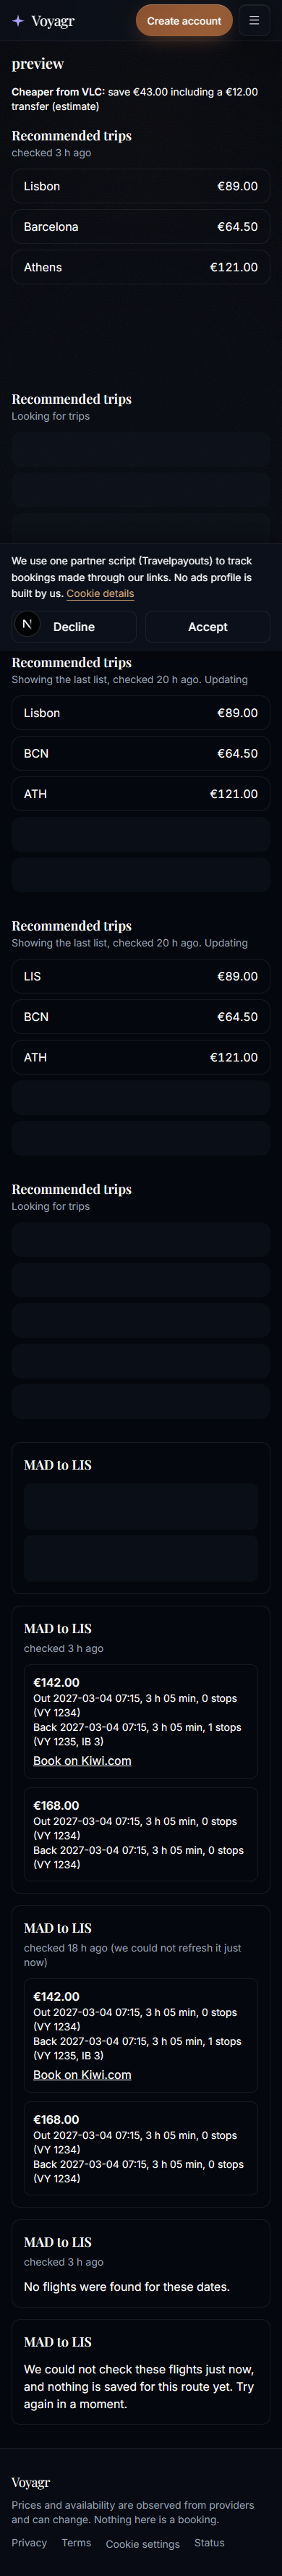 Voyagr
Create account
preview
Cheaper from VLC: save €43.00 including a €12.00
transfer (estimate)
Recommended trips
checked 3 h ago
Lisbon €89.00
Barcelona €64.50
Athens €121.00
Recommended trips
Looking for trips
We use one partner script (Travelpayouts) to track
bookings made through our links. No ads profile is
built by us. Cookie details
N Decline Accept
Recommended trips
Showing the last list, checked 20 h ago. Updating
Lisbon €89.00
BCN €64.50
ATH €121.00
Recommended trips
Showing the last list, checked 20 h ago. Updating
LIS €89.00
BCN €64.50
ATH €121.00
Recommended trips
Looking for trips
MAD to LIS
MAD to LIS
checked 3 h ago
€142.00
Out 2027-03-04 07:15, 3 h 05 min, 0 stops
(VY 1234)
Back 2027-03-04 07:15, 3 h 05 min, 1 stops
(VY 1235, IB 3)
Book on Kiwi.com
€168.00
Out 2027-03-04 07:15, 3 h 05 min, 0 stops
(VY 1234)
Back 2027-03-04 07:15, 3 h 05 min, 0 stops
(VY 1234)
MAD to LIS
checked 18 h ago (we could not refresh it just
now)
€142.00
Out 2027-03-04 07:15, 3 h 05 min, 0 stops
(VY 1234)
Back 2027-03-04 07:15, 3 h 05 min, 1 stops
(VY 1235, IB 3)
Book on Kiwi.com
€168.00
Out 2027-03-04 07:15, 3 h 05 min, 0 stops
(VY 1234)
Back 2027-03-04 07:15, 3 h 05 min, 0 stops
(VY 1234)
MAD to LIS
checked 3 h ago
No flights were found for these dates.
MAD to LIS
We could not check these flights just now,
and nothing is saved for this route yet. Try
again in a moment.
Voyagr
Prices and availability are observed from providers
and can change. Nothing here is a booking.
Privacy Terms Cookie settings Status